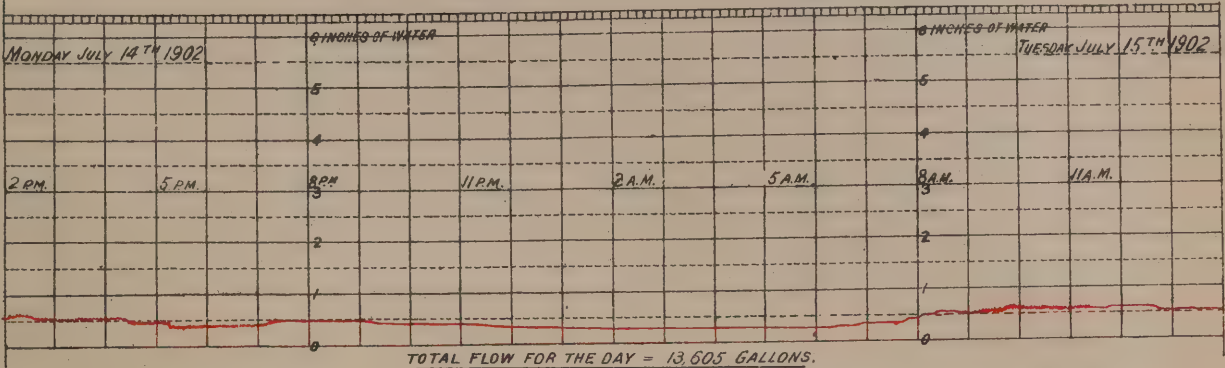 6 INCHES OF WATER 6 INCHES OF WATER
MONDAY JULY 14TH 1902 TUESDAY JULY 15TH 1902
5 5
4 4
2 P.M. 5 P.M. 8 P.M 11 P.M. 2 A.M. 5 A.M. 8 A.M. 11 A.M.
3 3
2 2
1 1
0 0
TOTAL FLOW FOR THE DAY = 13,605 GALLONS.